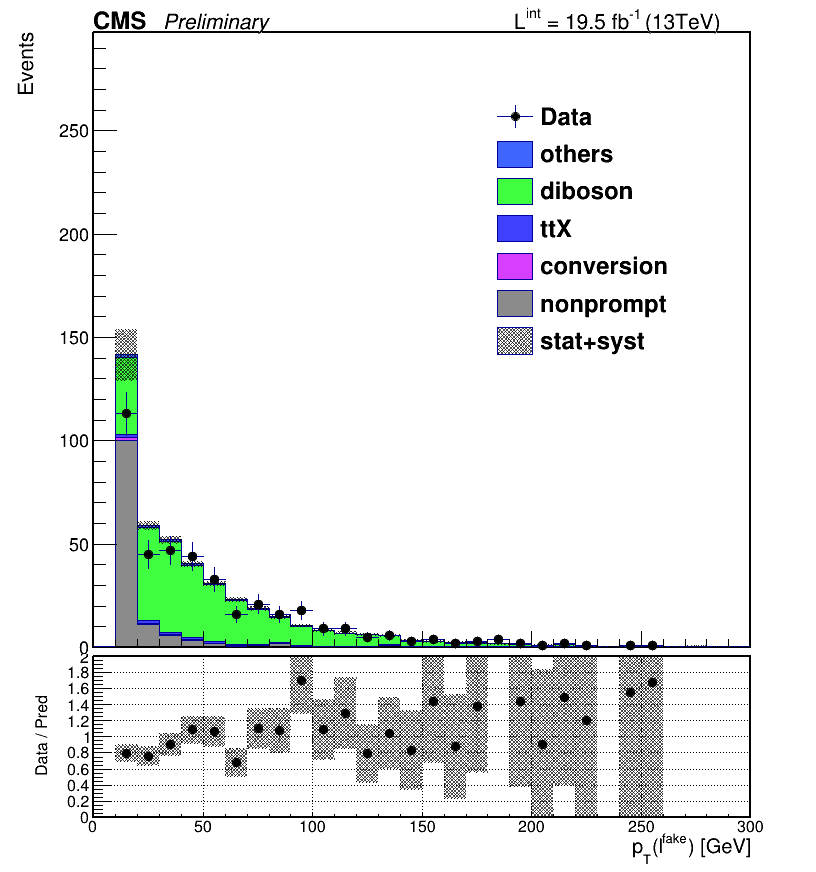 CMS Preliminary L^int = 19.5 fb^-1 (13TeV)
Events
250
200
150
100
50
0
Data
others
diboson
ttX
conversion
nonprompt
stat+syst
Data / Pred
2
1.8
1.6
1.4
1.2
1
0.8
0.6
0.4
0.2
0
0 50 100 150 200 250 300
p_T(l^fake) [GeV]